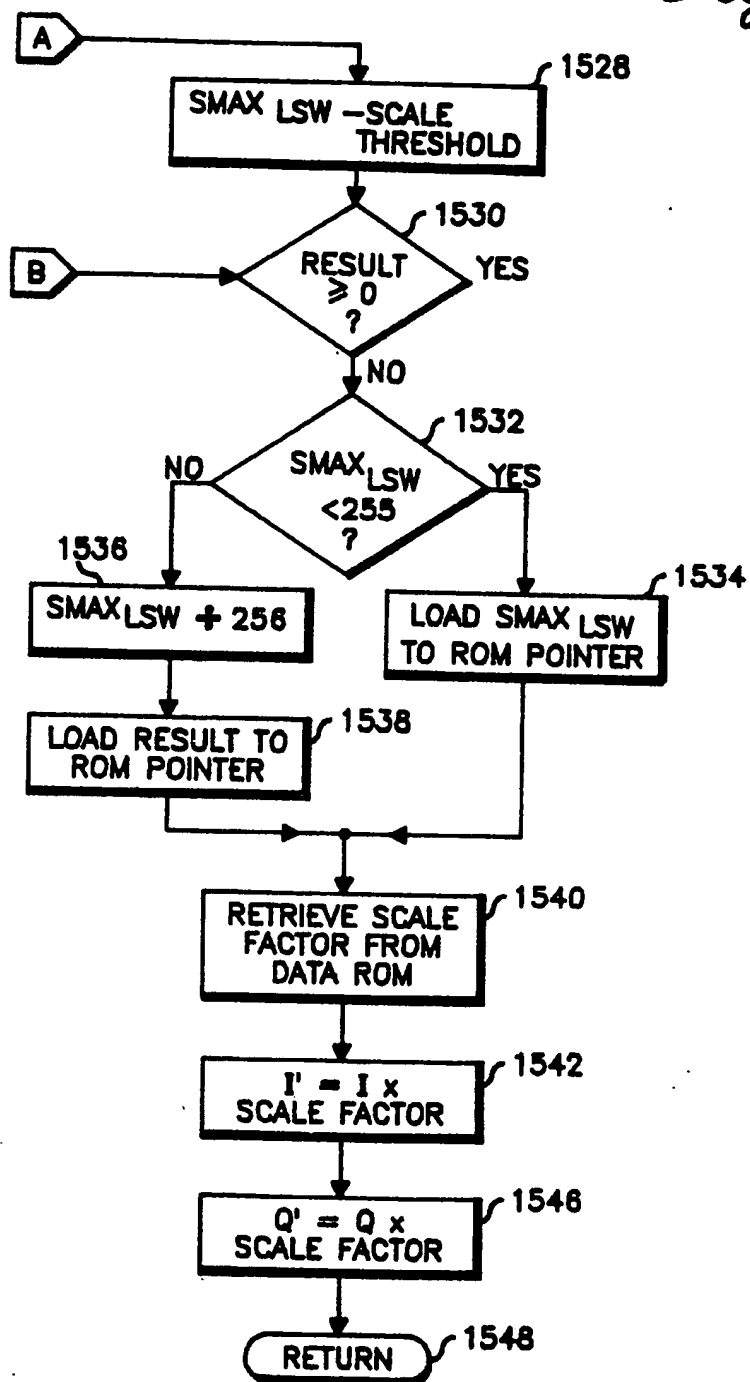 A
1528
SMAX LSW -SCALE
THRESHOLD
1530
B
RESULT
≥ 0
?
YES
NO
1532
NO
SMAX LSW
<255
?
YES
1536
1534
SMAX LSW ÷ 256
LOAD SMAX LSW
TO ROM POINTER
1538
LOAD RESULT TO
ROM POINTER
1540
RETRIEVE SCALE
FACTOR FROM
DATA ROM
1542
I' = I x
SCALE FACTOR
1546
Q' = Q x
SCALE FACTOR
1548
RETURN